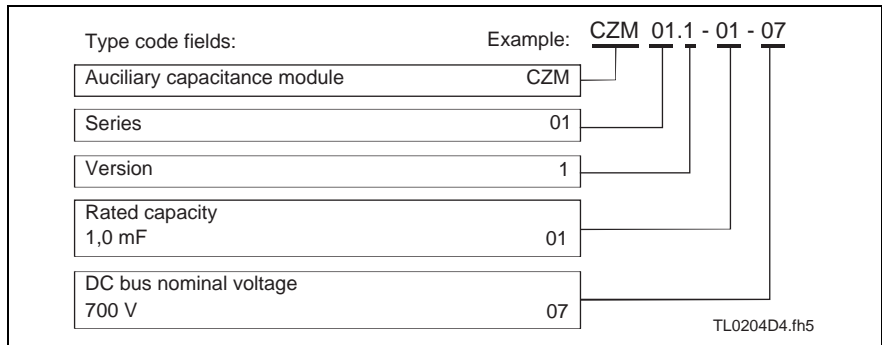 Type code fields: Example: CZM 01.1 - 01 - 07
Auciliary capacitance module CZM
Series 01
Version 1
Rated capacity
1,0 mF 01
DC bus nominal voltage
700 V 07
TL0204D4.fh5